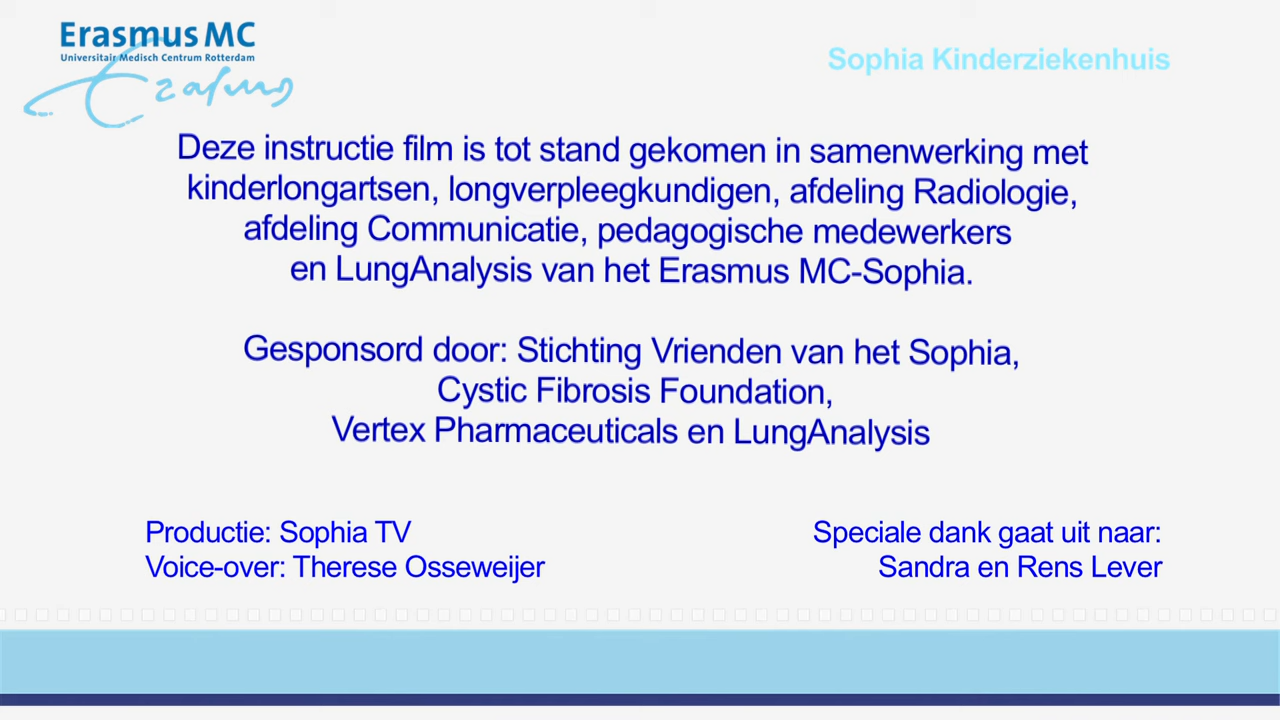 Erasmus MC
Universitair Medisch Centrum Rotterdam
Erasmus
Sophia Kinderziekenhuis
Deze instructie film is tot stand gekomen in samenwerking met
kinderlongartsen, longverpleegkundigen, afdeling Radiologie,
afdeling Communicatie, pedagogische medewerkers
en LungAnalysis van het Erasmus MC-Sophia.
Gesponsord door: Stichting Vrienden van het Sophia,
Cystic Fibrosis Foundation,
Vertex Pharmaceuticals en LungAnalysis
Productie: Sophia TV
Voice-over: Therese Osseweijer
Speciale dank gaat uit naar:
Sandra en Rens Lever